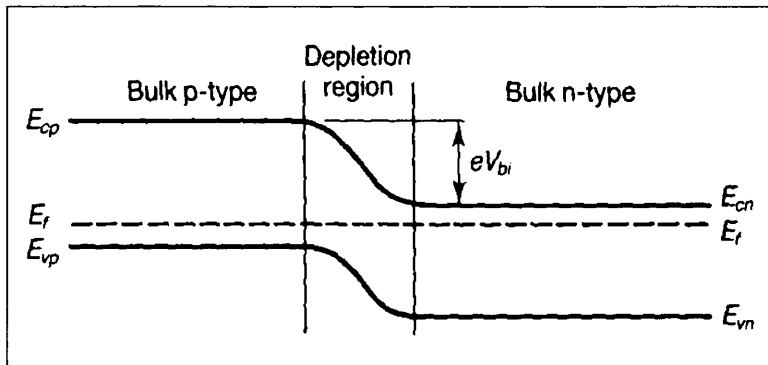 Depletion
region
Bulk p-type
Bulk n-type
E_cp
eV_bi
E_cn
E_f
E_f
E_vp
E_vn